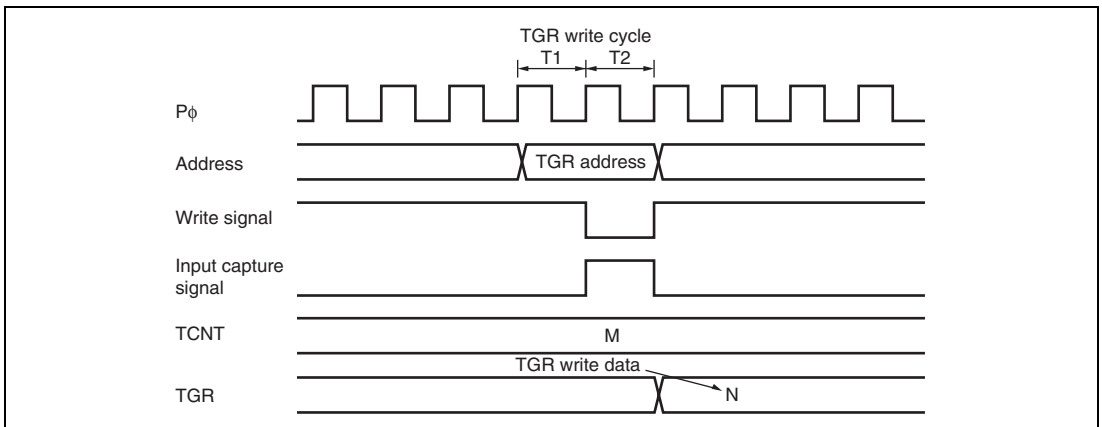 TGR write cycle
T1 T2
Pϕ
Address
TGR address
Write signal
Input capture
signal
TCNT
M
TGR write data
TGR
N